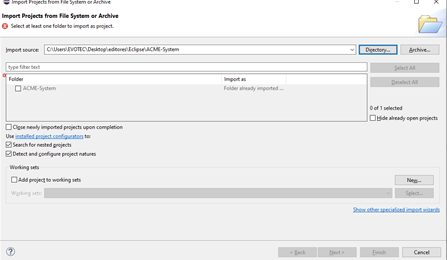 Import Projects from File System or Archive
Import Projects from File System or Archive
Select at least one folder to import as project.
Import source: C:\Users\EVOTEC\Desktop\editores\Eclipse\ACME-System Directory... Archive...
type filter text Select All
Folder Import as Deselect All
ACME-System Folder already imported ...
0 of 1 selected
Hide already open projects
Close newly imported projects upon completion
Use installed project configurators to:
Search for nested projects
Detect and configure project natures
Working sets
Add project to working sets New...
Working sets: Select...
Show other specialized import wizards
? < Back Next > Finish Cancel